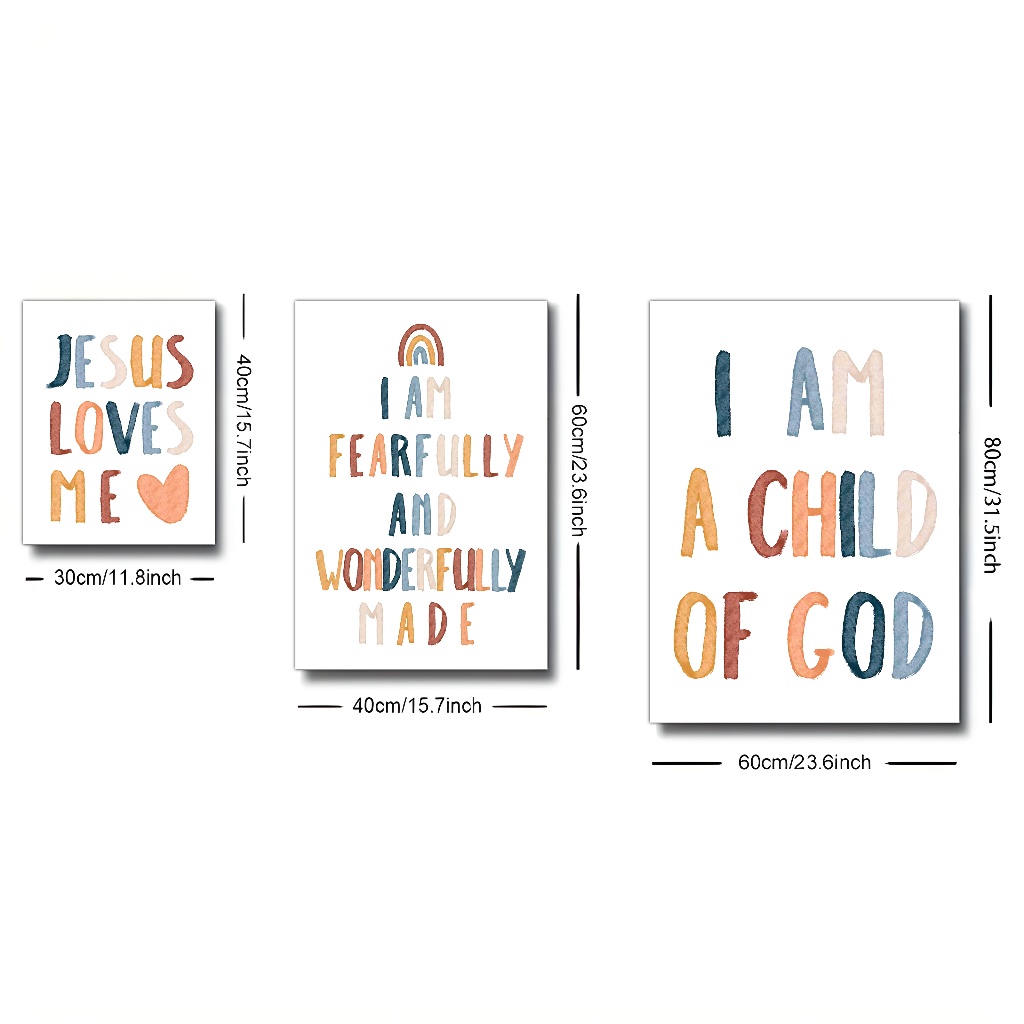 JESUS
LOVES
ME
40cm/15.7inch
30cm/11.8inch
I AM
FEARFULLY
AND
WONDERFULLY
MADE
60cm/23.6inch
40cm/15.7inch
I AM
A CHILD
OF GOD
80cm/31.5inch
60cm/23.6inch